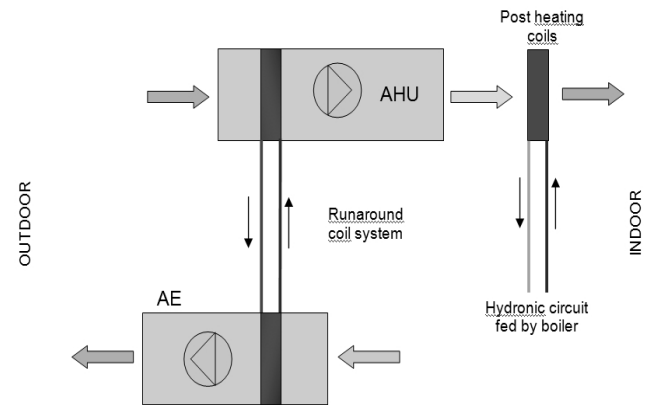 Post heating
coils
AHU
OUTDOOR
Runaround
coil system
INDOOR
AE
Hydronic circuit
fed by boiler